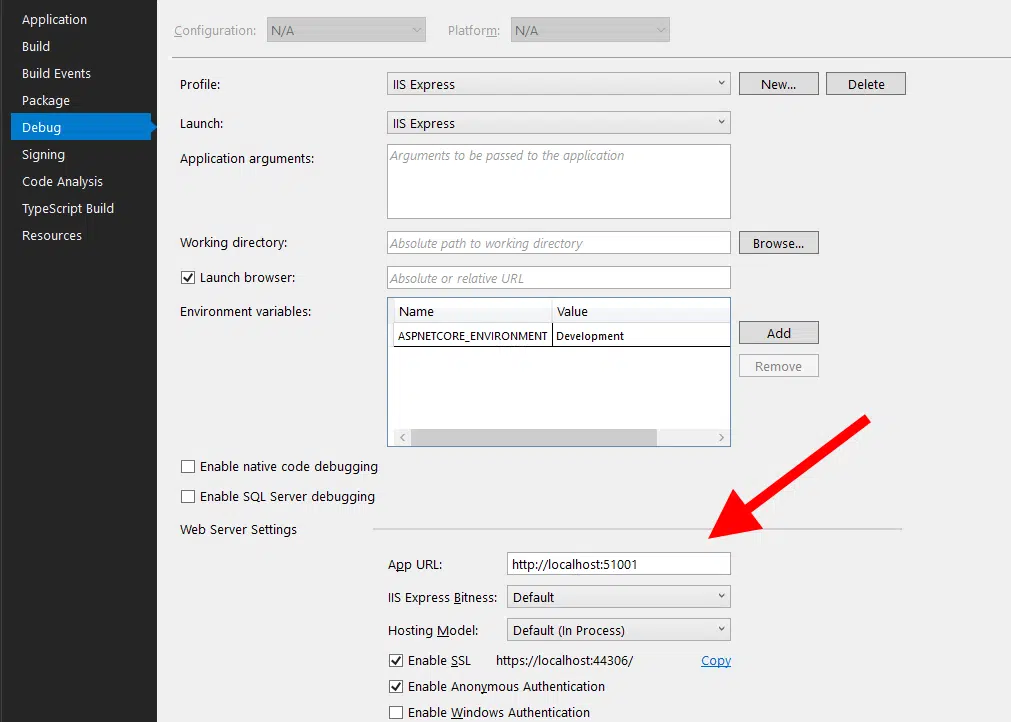 Application
Build
Build Events
Package
Debug
Signing
Code Analysis
TypeScript Build
Resources
Configuration: N/A Platform: N/A
Profile: IIS Express New... Delete
Launch: IIS Express
Application arguments: Arguments to be passed to the application
Working directory: Absolute path to working directory Browse...
Launch browser: Absolute or relative URL
Environment variables: Name Value
ASPNETCORE_ENVIRONMENT Development Add
Remove
Enable native code debugging
Enable SQL Server debugging
Web Server Settings
App URL: http://localhost:51001
IIS Express Bitness: Default
Hosting Model: Default (In Process)
Enable SSL https://localhost:44306/ Copy
Enable Anonymous Authentication
Enable Windows Authentication